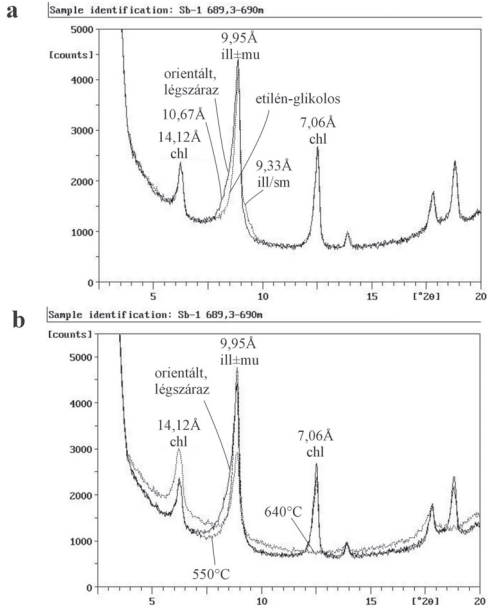 a
Sample identification: Sb-1 689,3-690m
5000
[counts]
4000
3000
2000
1000
0
9,95Å
ill±mu
orientált,
légszáraz
etilén-glikolos
10,67Å
14,12Å
chl
7,06Å
chl
9,33Å
ill/sm
5
10
15
[°2θ]
20
b
Sample identification: Sb-1 689,3-690m
[counts]
5000
4000
3000
2000
1000
0
9,95Å
ill±mu
orientált,
légszáraz
14,12Å
chl
7,06Å
chl
640°C
550°C
5
10
15
[°2θ]
20